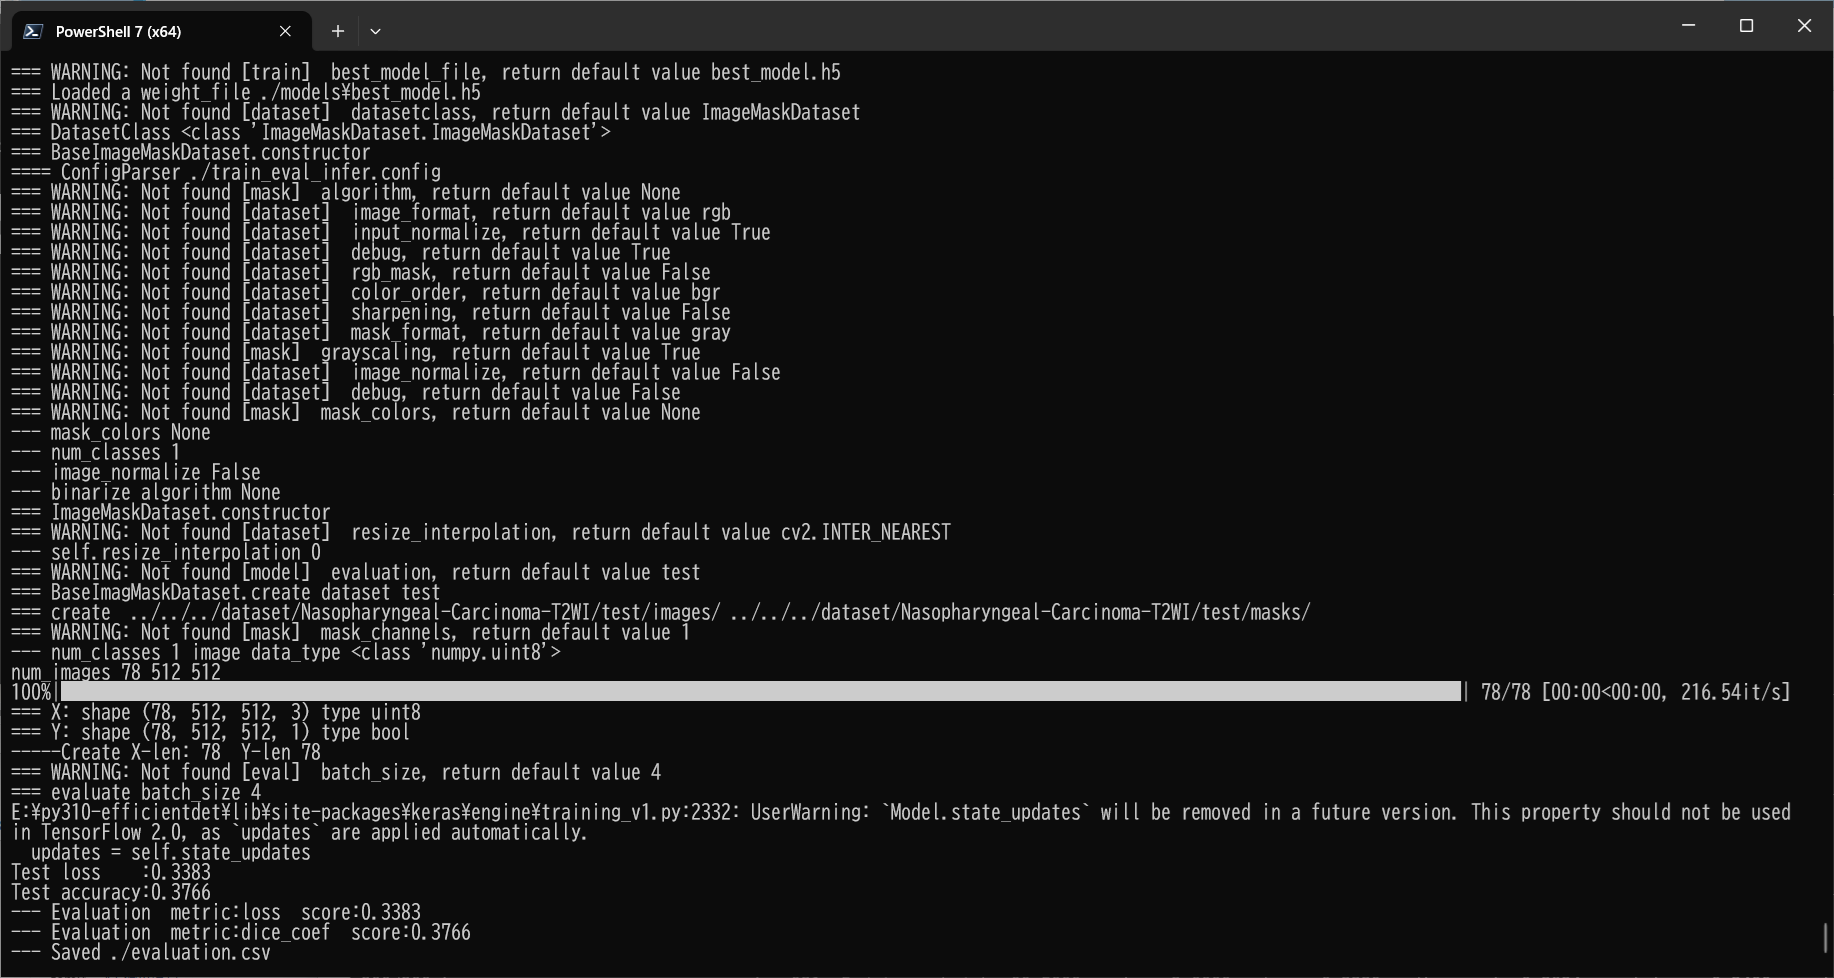 PowerShell 7 (x64)
=== WARNING: Not found [train]  best_model_file, return default value best_model.h5
=== Loaded a weight_file ./models¥best_model.h5
=== WARNING: Not found [dataset]  datasetclass, return default value ImageMaskDataset
=== DatasetClass <class 'ImageMaskDataset.ImageMaskDataset'>
=== BaseImageMaskDataset.constructor
==== ConfigParser ./train_eval_infer.config
=== WARNING: Not found [mask]  algorithm, return default value None
=== WARNING: Not found [dataset]  image_format, return default value rgb
=== WARNING: Not found [dataset]  input_normalize, return default value True
=== WARNING: Not found [dataset]  debug, return default value True
=== WARNING: Not found [dataset]  rgb_mask, return default value False
=== WARNING: Not found [dataset]  color_order, return default value bgr
=== WARNING: Not found [dataset]  sharpening, return default value False
=== WARNING: Not found [dataset]  mask_format, return default value gray
=== WARNING: Not found [mask]  grayscaling, return default value True
=== WARNING: Not found [dataset]  image_normalize, return default value False
=== WARNING: Not found [dataset]  debug, return default value False
=== WARNING: Not found [mask]  mask_colors, return default value None
--- mask_colors None
--- num_classes 1
--- image_normalize False
--- binarize algorithm None
=== ImageMaskDataset.constructor
=== WARNING: Not found [dataset]  resize_interpolation, return default value cv2.INTER_NEAREST
--- self.resize_interpolation 0
=== WARNING: Not found [model]  evaluation, return default value test
=== BaseImagMaskDataset.create dataset test
=== create  ../../../dataset/Nasopharyngeal-Carcinoma-T2WI/test/images/ ../../../dataset/Nasopharyngeal-Carcinoma-T2WI/test/masks/
=== WARNING: Not found [mask]  mask_channels, return default value 1
--- num_classes 1 image data_type <class 'numpy.uint8'>
num_images 78 512 512
100%| | 78/78 [00:00<00:00, 216.54it/s]
=== X: shape (78, 512, 512, 3) type uint8
=== Y: shape (78, 512, 512, 1) type bool
-----Create X-len: 78  Y-len 78
=== WARNING: Not found [eval]  batch_size, return default value 4
=== evaluate batch_size 4
E:¥py310-efficientdet¥lib¥site-packages¥keras¥engine¥training_v1.py:2332: UserWarning: `Model.state_updates` will be removed in a future version. This property should not be used
in TensorFlow 2.0, as `updates` are applied automatically.
  updates = self.state_updates
Test loss    :0.3383
Test accuracy:0.3766
--- Evaluation  metric:loss  score:0.3383
--- Evaluation  metric:dice_coef  score:0.3766
--- Saved ./evaluation.csv